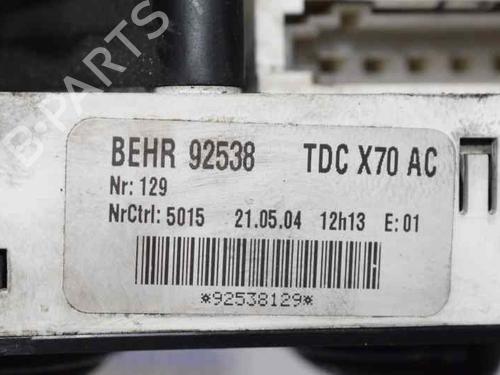 BEHR 92538 TDC X70 AC
Nr: 129
NrCtrl: 5015 21.05.04 12h13 E: 01
*92538129*
B-PARTS